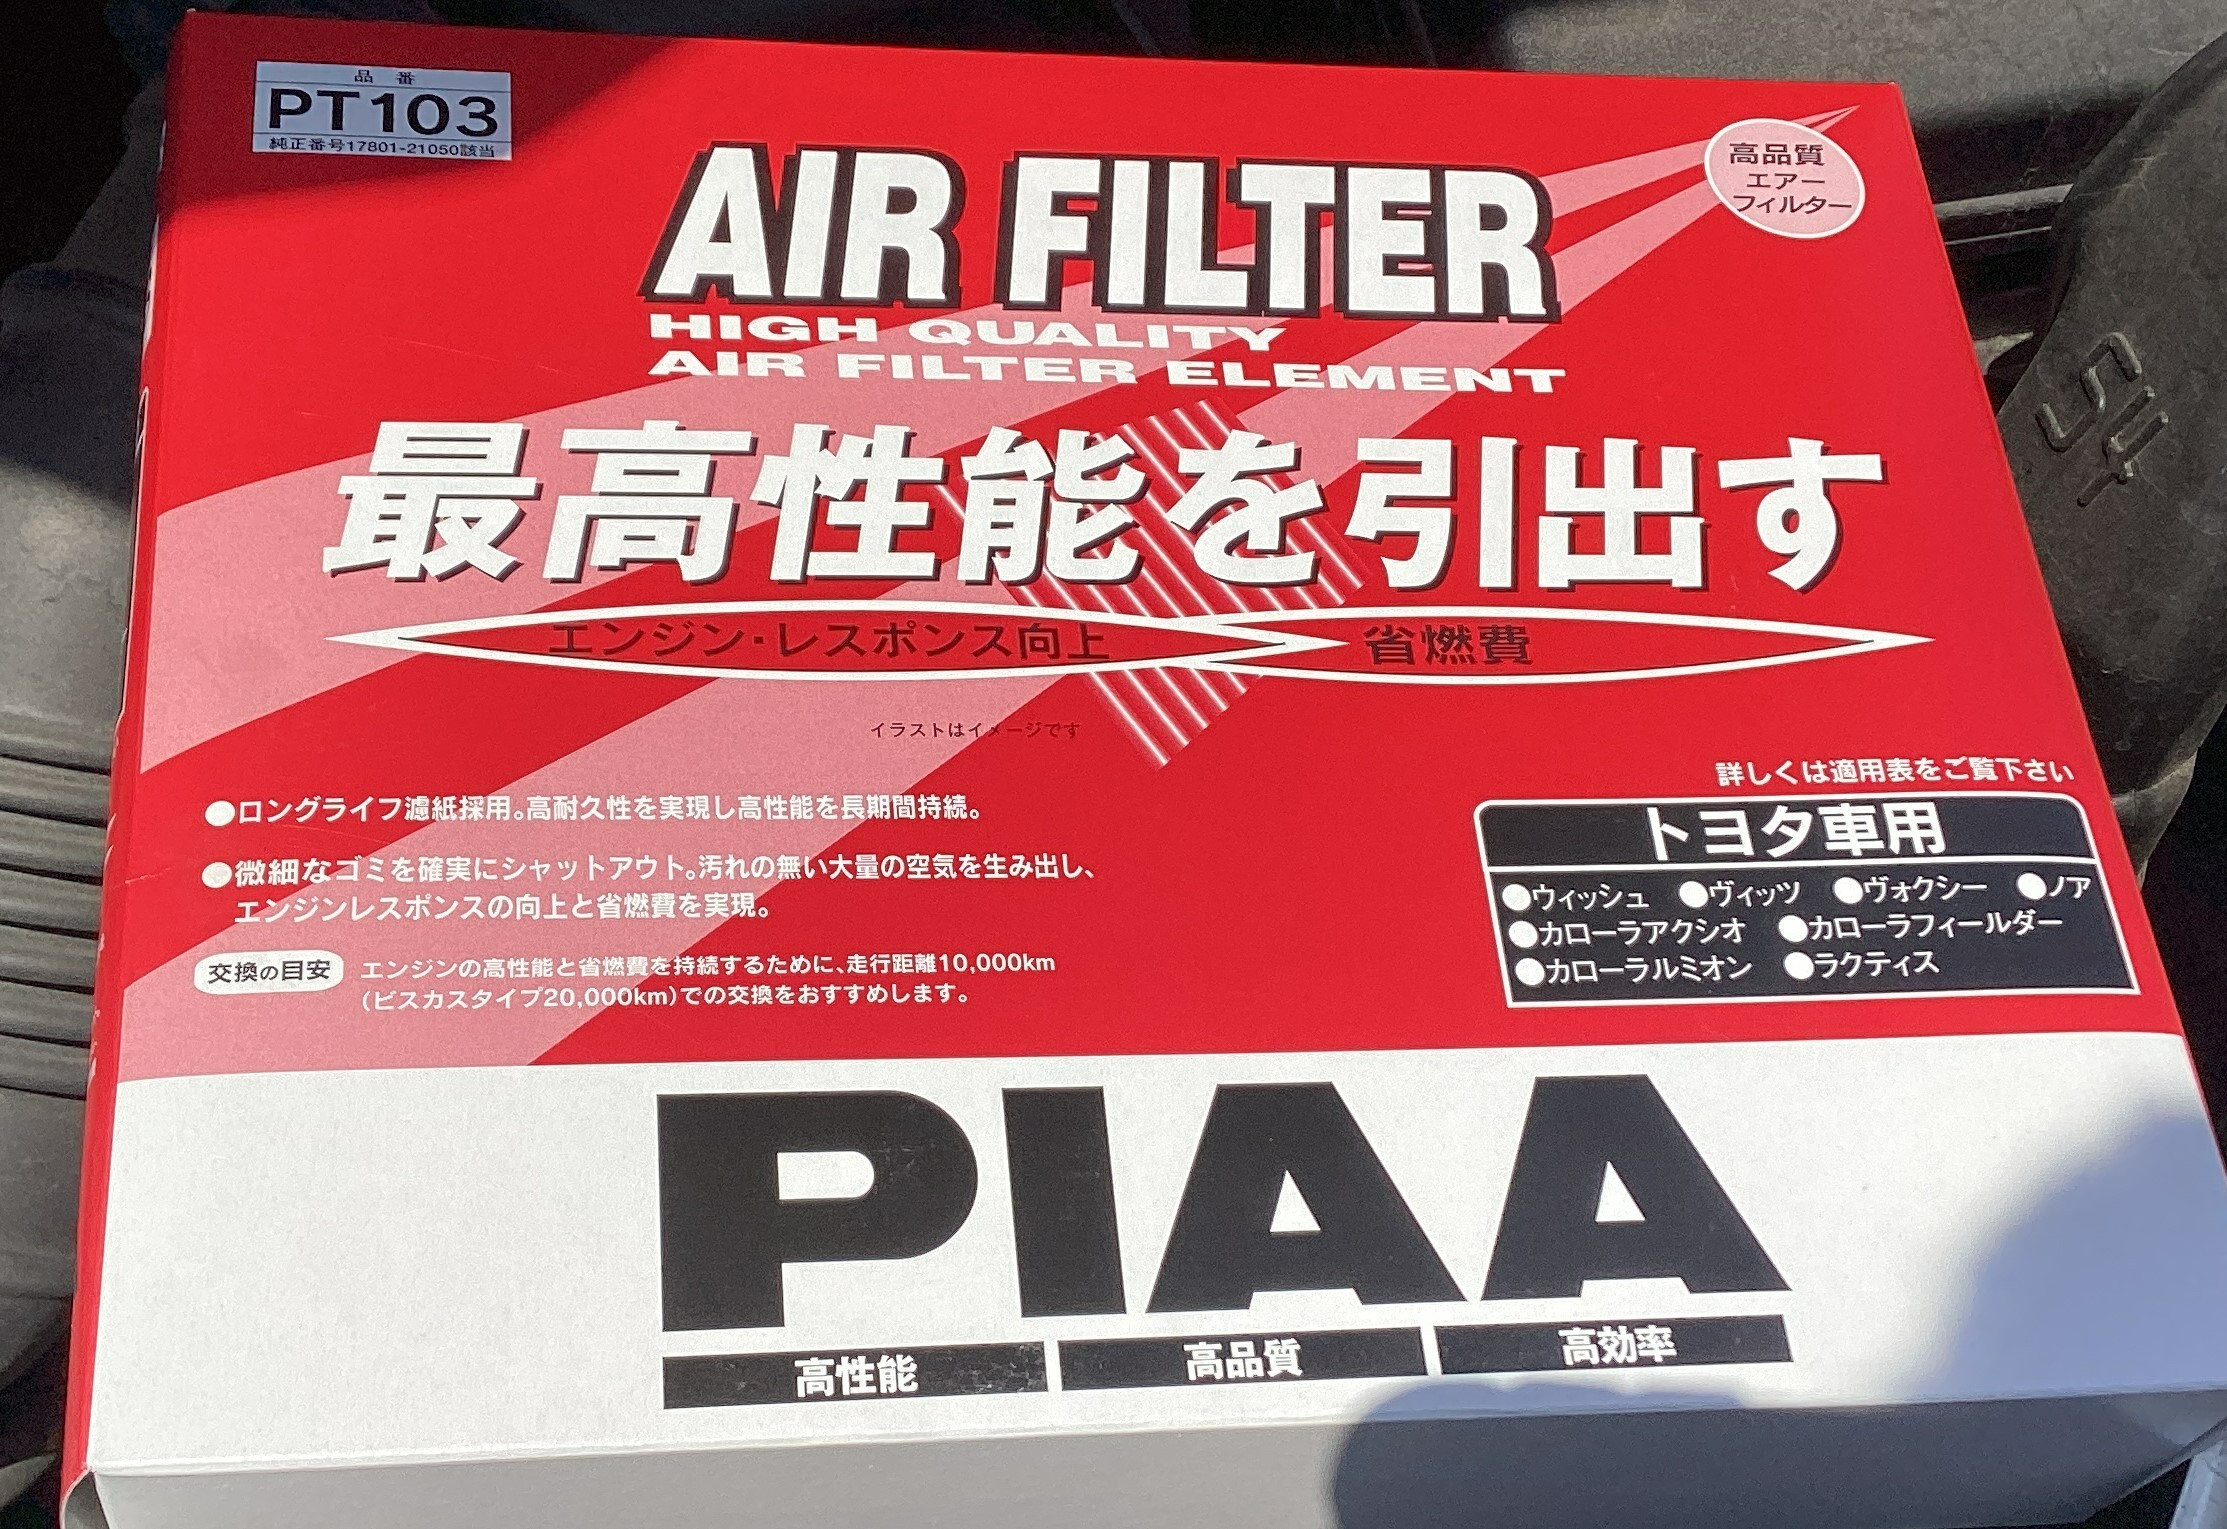 品番
PT103
純正番号17801-21050該当
高品質
エアー
フィルター
AIR FILTER
HIGH QUALITY
AIR FILTER ELEMENT
最高性能を引出す
エンジン・レスポンス向上
省燃費
イラストはイメージです
●ロングライフ濾紙採用。高耐久性を実現し高性能を長期間持続。
●微細なゴミを確実にシャットアウト。汚れの無い大量の空気を生み出し、
エンジンレスポンスの向上と省燃費を実現。
交換の目安
エンジンの高性能と省燃費を持続するために、走行距離10,000km
(ビスカスタイプ20,000km)での交換をおすすめします。
詳しくは適用表をご覧下さい
トヨタ車用
●ウィッシュ ●ヴィッツ ●ヴォクシー ●ノア
●カローラアクシオ ●カローラフィールダー
●カローラルミオン ●ラクティス
PIAA
高性能 高品質 高効率
54